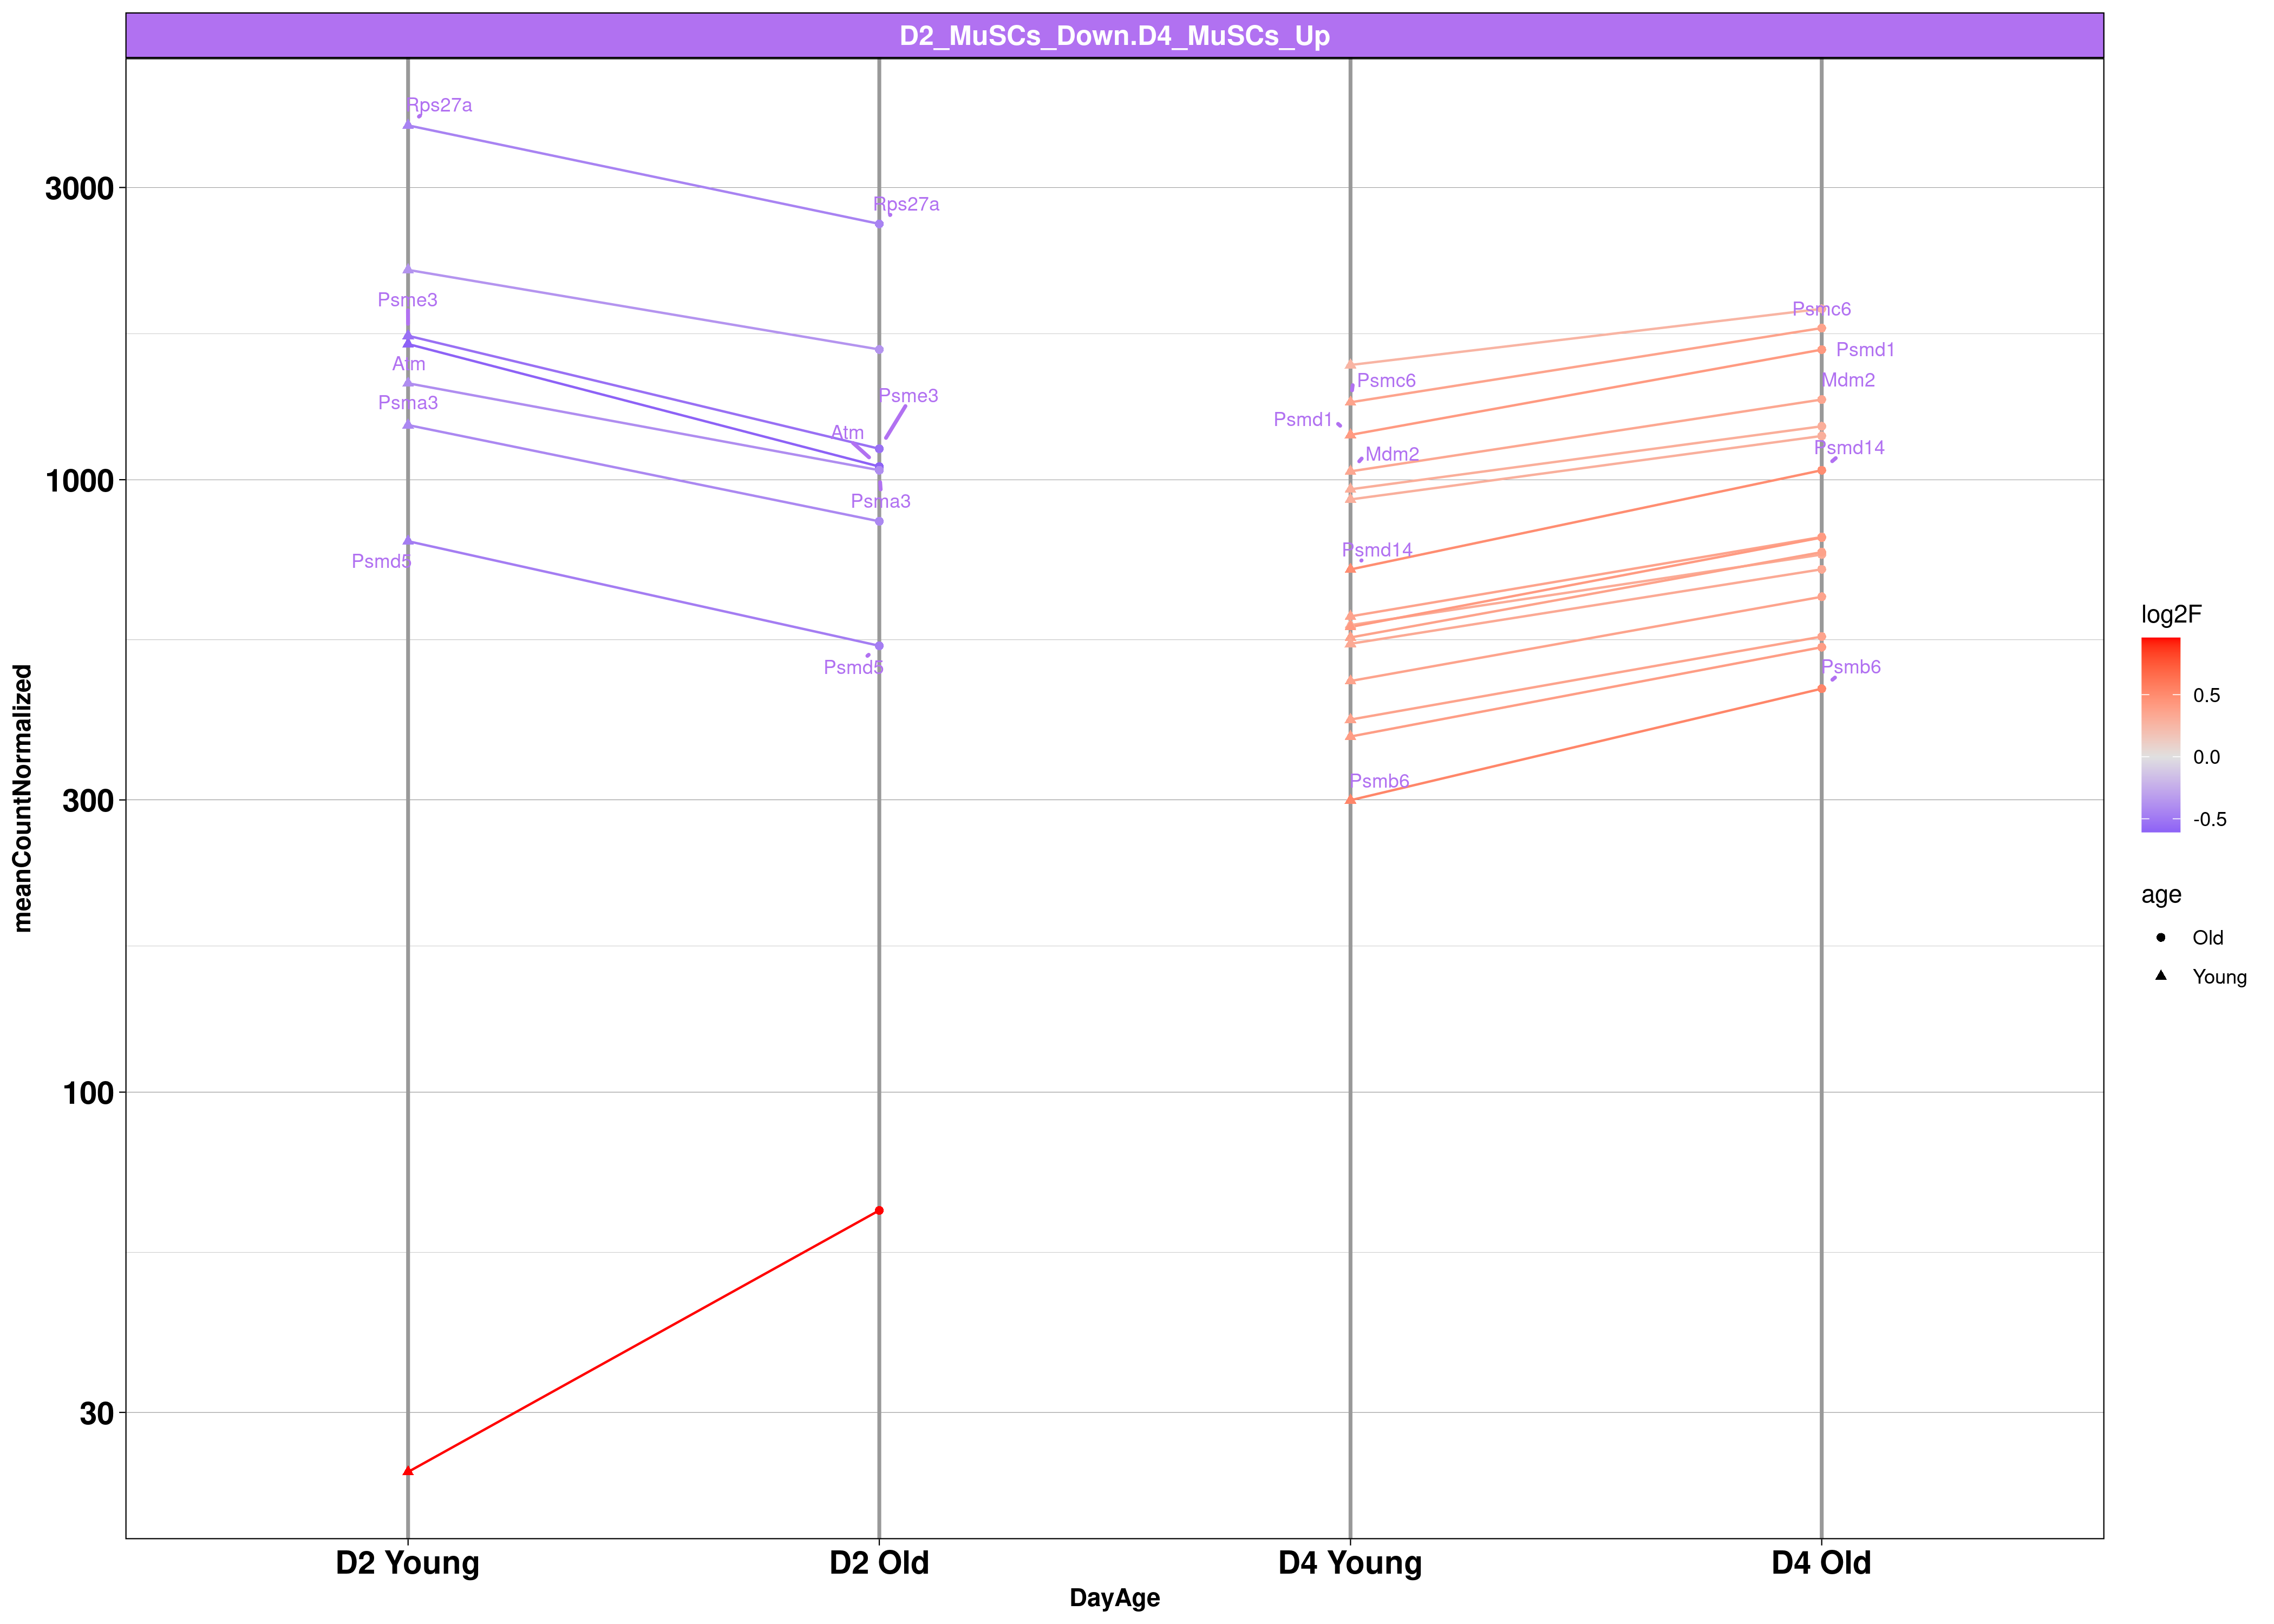 D2_MuSCs_Down.D4_MuSCs_Up
meanCountNormalized
3000
1000
300
100
30
Rps27a
Psme3
Atm
Psma3
Psmd5
Rps27a
Psme3
Atm
Psma3
Psmd5
Psmc6
Psmd1
Mdm2
Psmd14
Psmb6
Psmc6
Psmd1
Mdm2
Psmd14
Psmb6
D2 Young
D2 Old
D4 Young
D4 Old
DayAge
log2F
0.5
0.0
-0.5
age
Old
Young